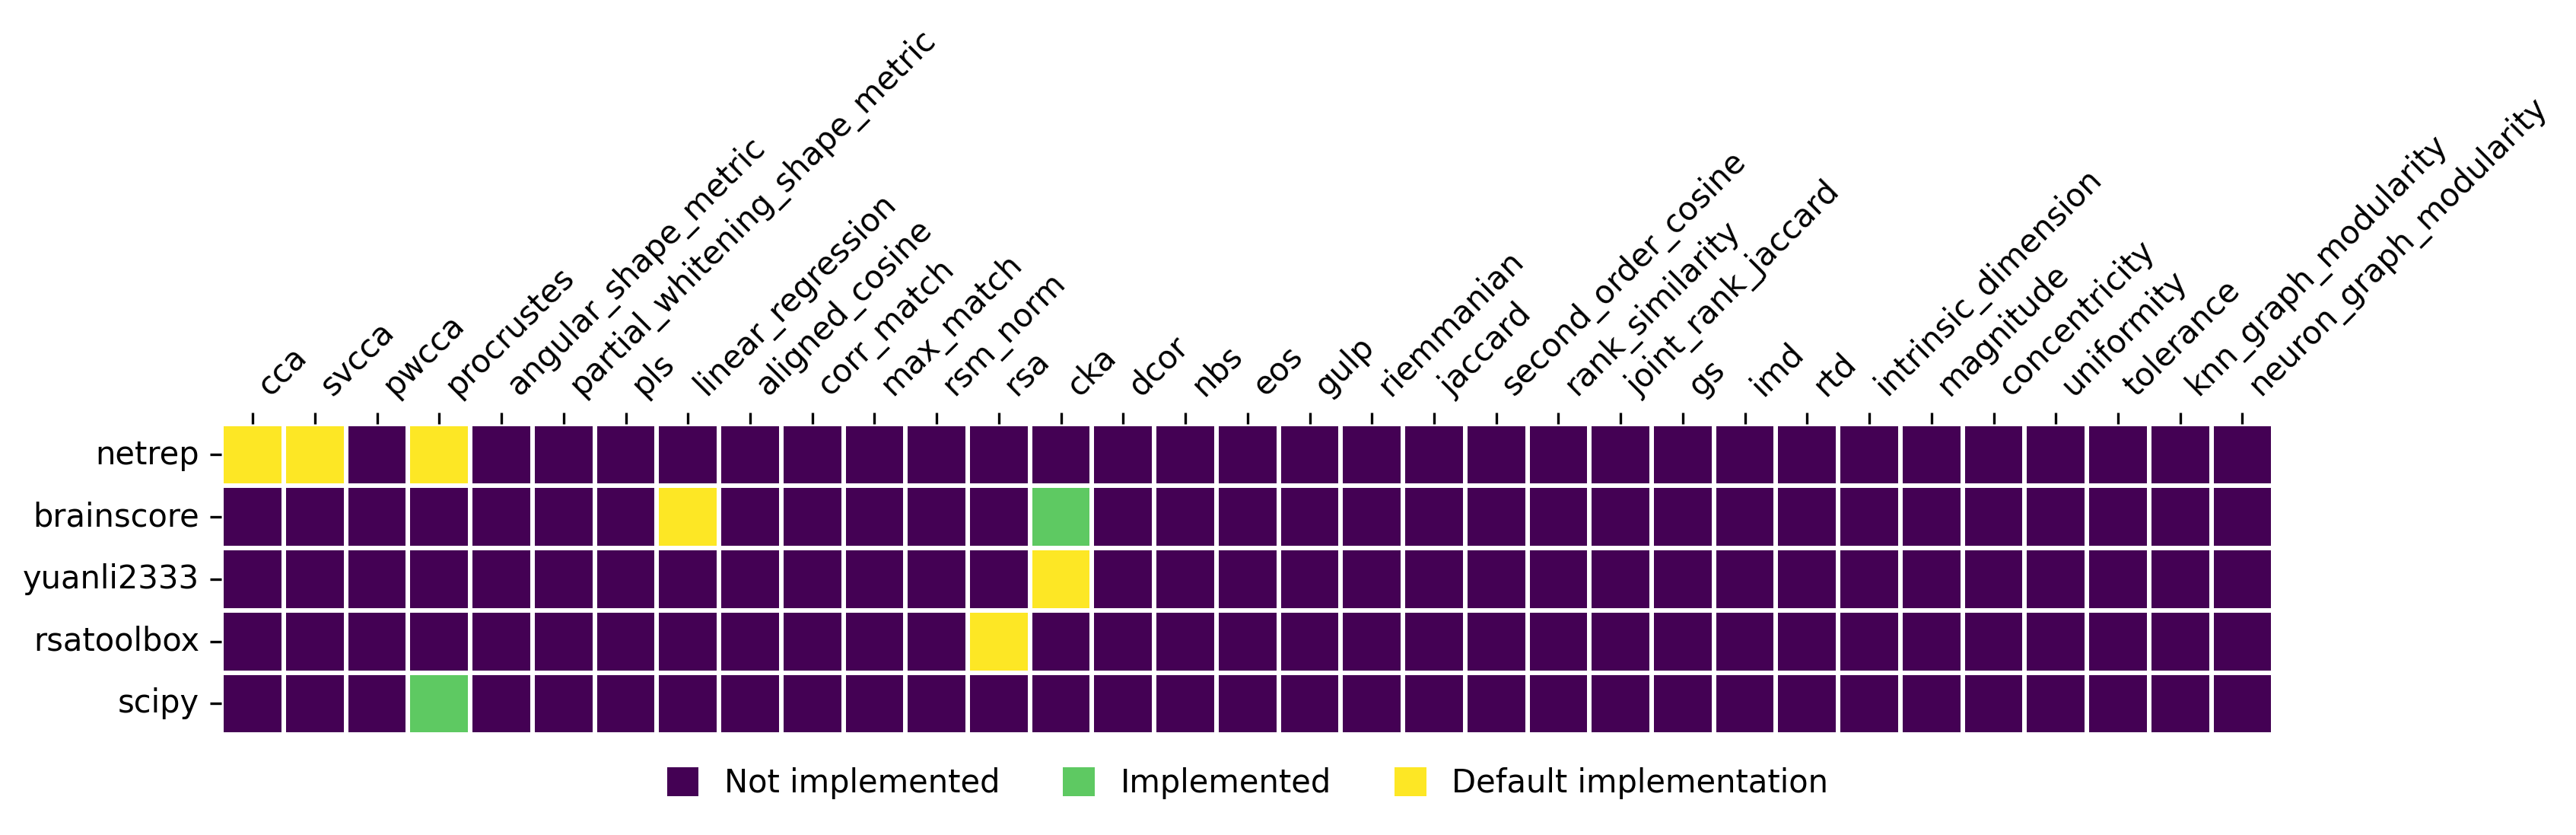 cca
svcca
pwcca
procrustes
angular_shape_metric
partial_whitening_shape_metric
pls
linear_regression
aligned_cosine
corr_match
max_match
rsm_norm
rsa
cka
dcor
nbs
eos
gulp
riemmanian
jaccard
second_order_cosine
rank_similarity
joint_rank_jaccard
gs
imd
rtd
intrinsic_dimension
magnitude
concentricity
uniformity
tolerance
knn_graph_modularity
neuron_graph_modularity
netrep
brainscore
yuanli2333
rsatoolbox
scipy
Not implemented
Implemented
Default implementation